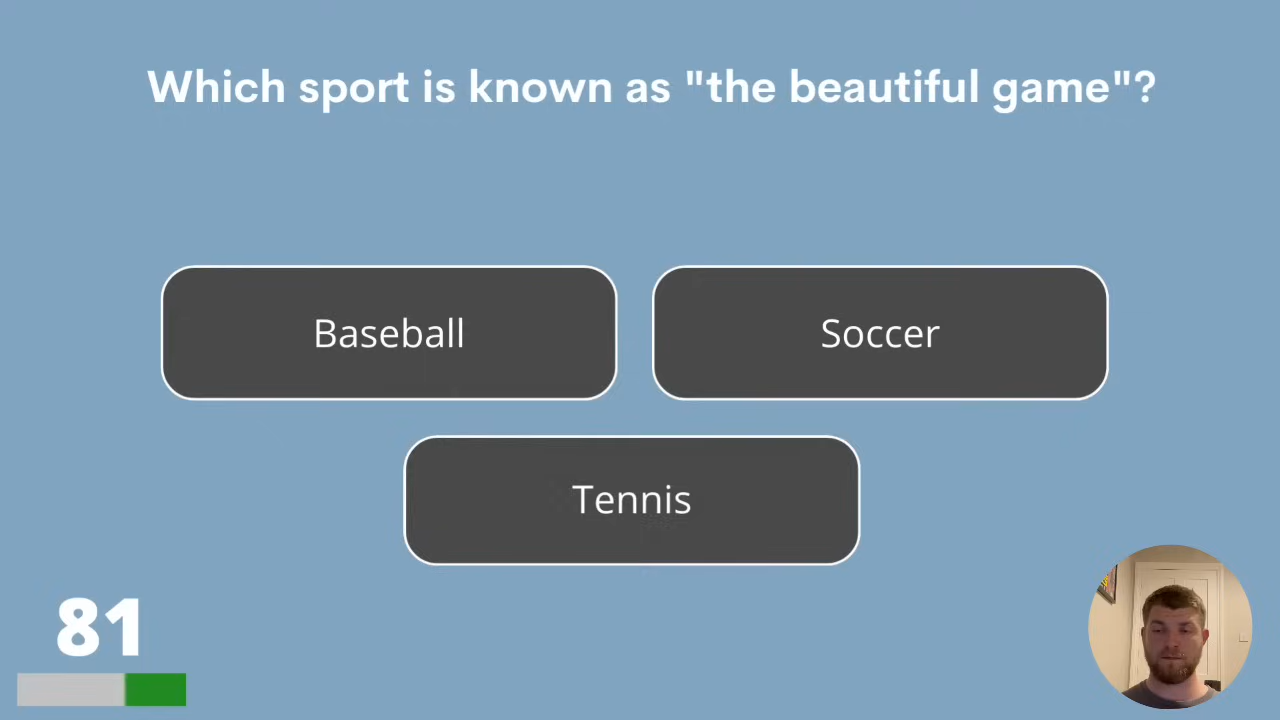 Which sport is known as "the beautiful game"?
Baseball
Soccer
Tennis
81